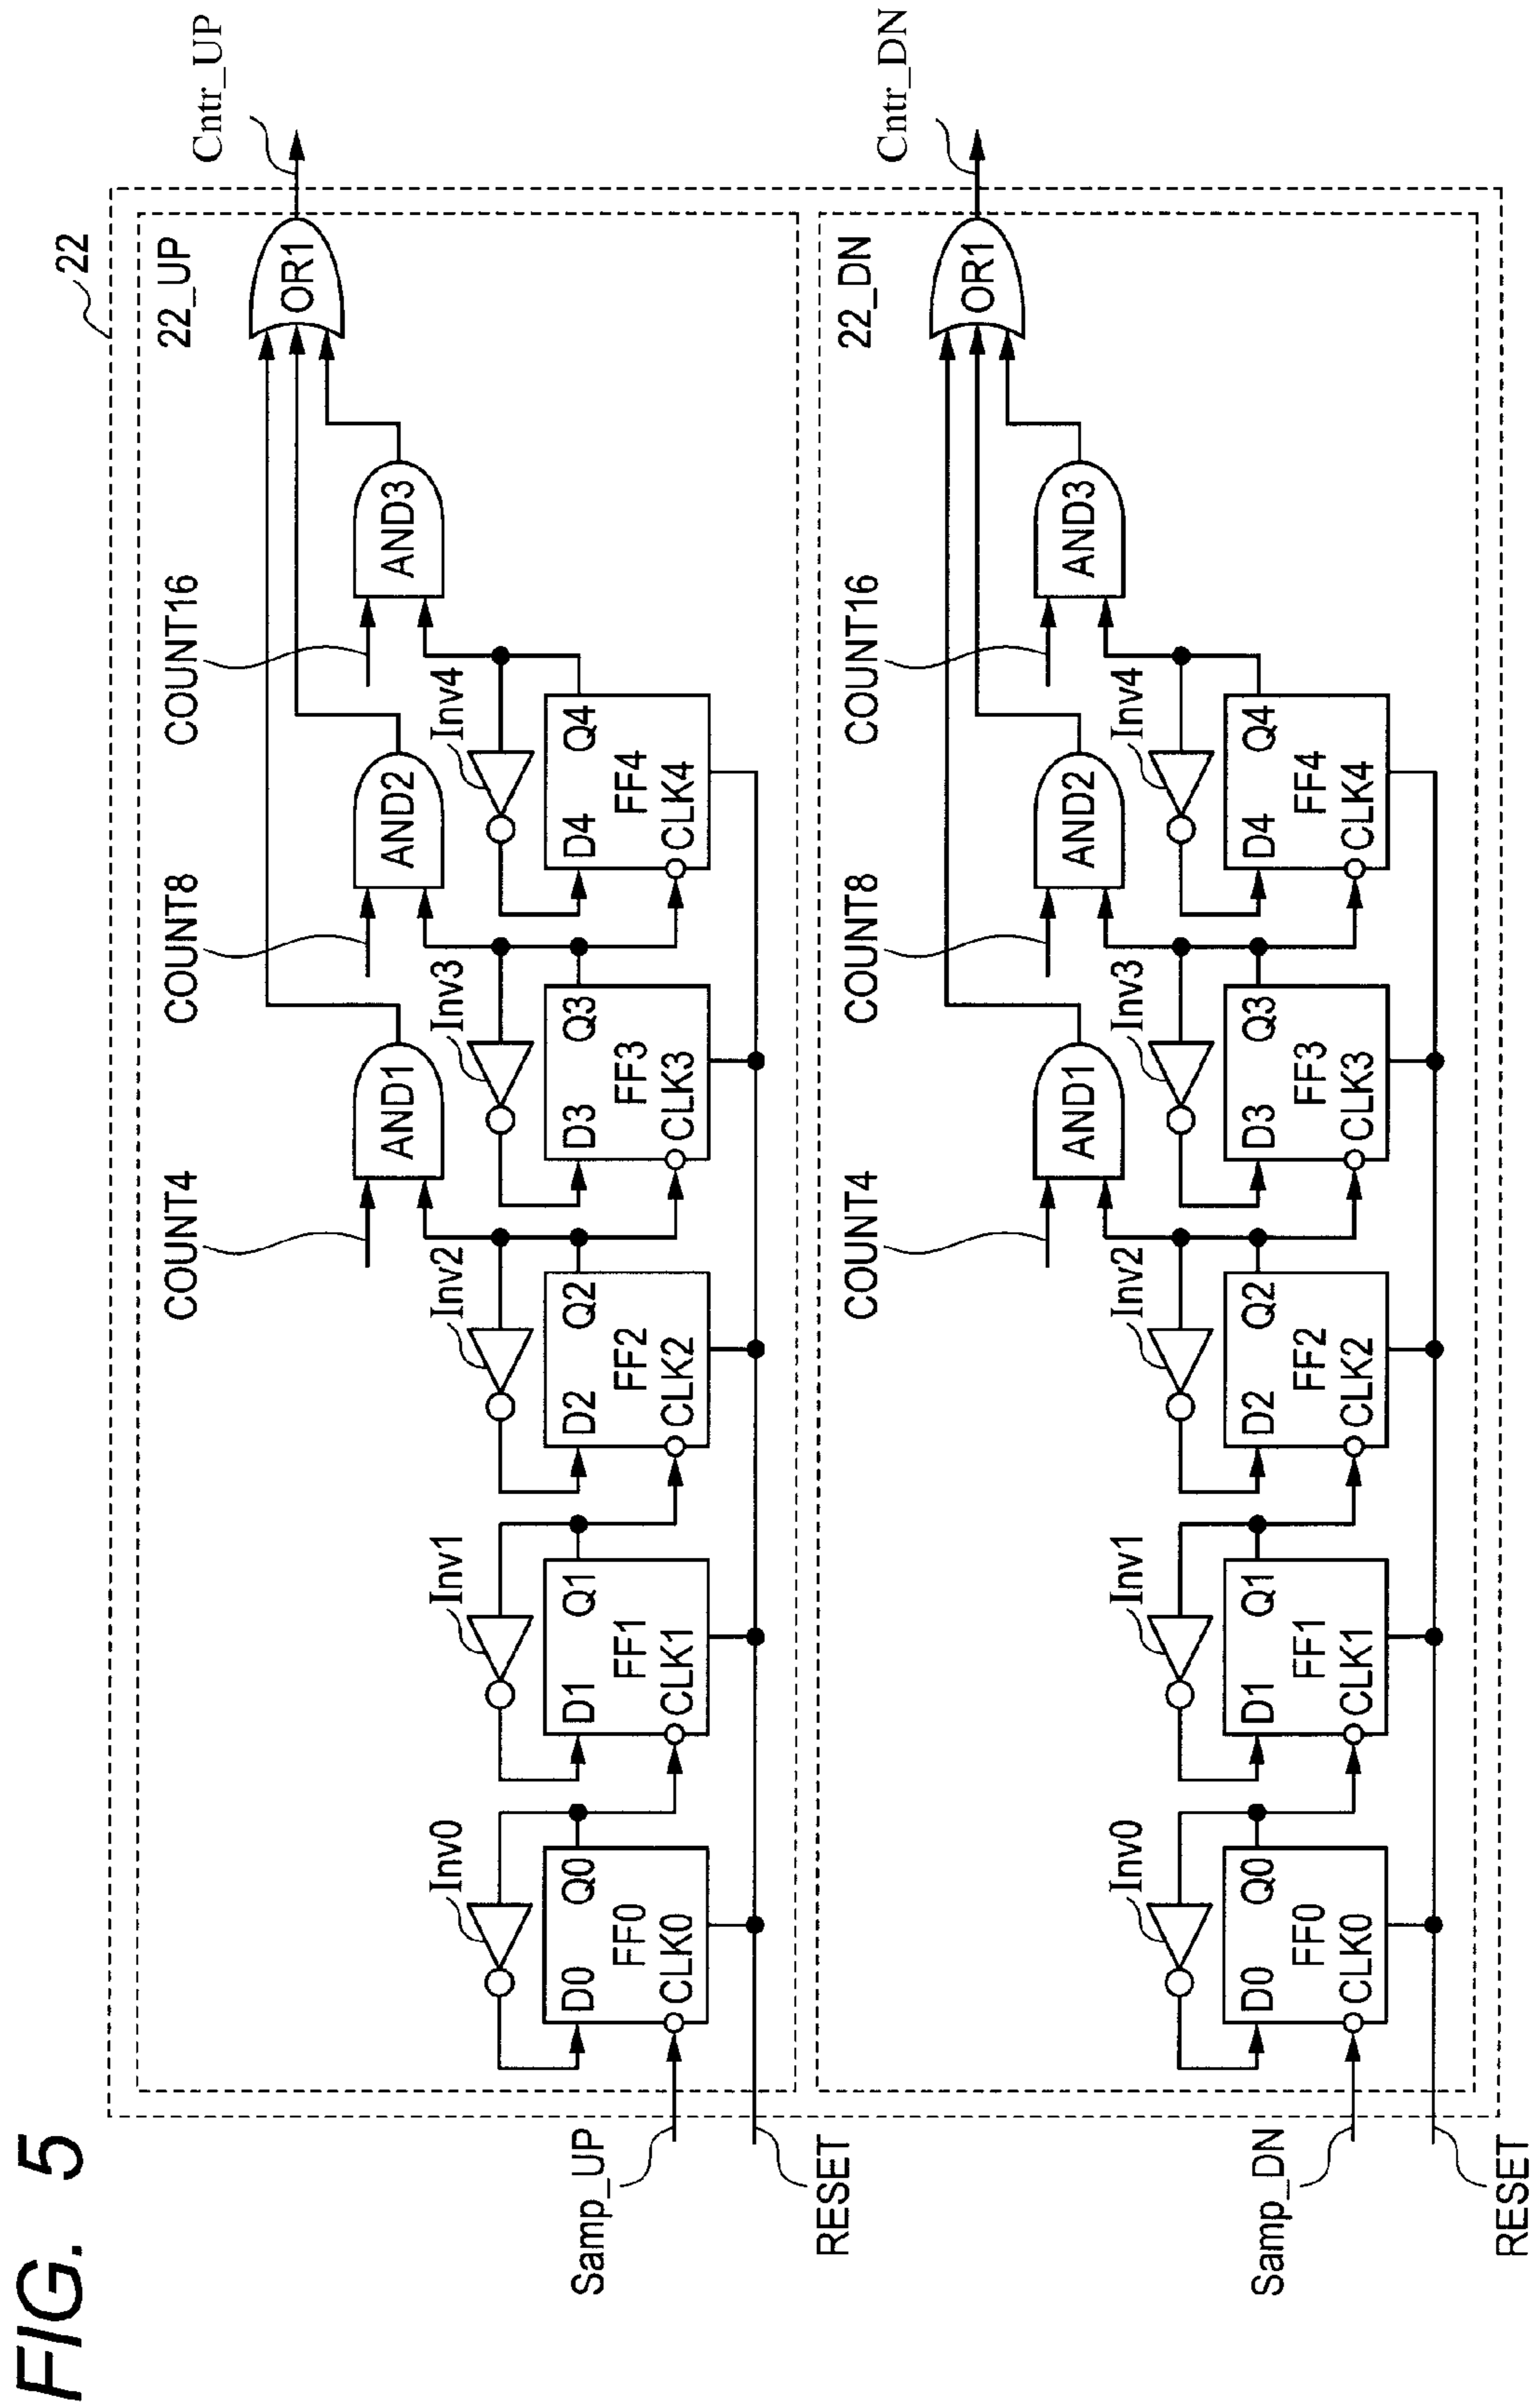 FIG. 5
22
22_UP
Cntr_UP
OR1
COUNT4
COUNT8
COUNT16
AND1
AND2
AND3
Inv0
Inv1
Inv2
Inv3
Inv4
D0 Q0
FF0
CLK0
D1 Q1
FF1
CLK1
D2 Q2
FF2
CLK2
D3 Q3
FF3
CLK3
D4 Q4
FF4
CLK4
Samp_UP
RESET
22_DN
Cntr_DN
OR1
COUNT4
COUNT8
COUNT16
AND1
AND2
AND3
Inv0
Inv1
Inv2
Inv3
Inv4
D0 Q0
FF0
CLK0
D1 Q1
FF1
CLK1
D2 Q2
FF2
CLK2
D3 Q3
FF3
CLK3
D4 Q4
FF4
CLK4
Samp_DN
RESET